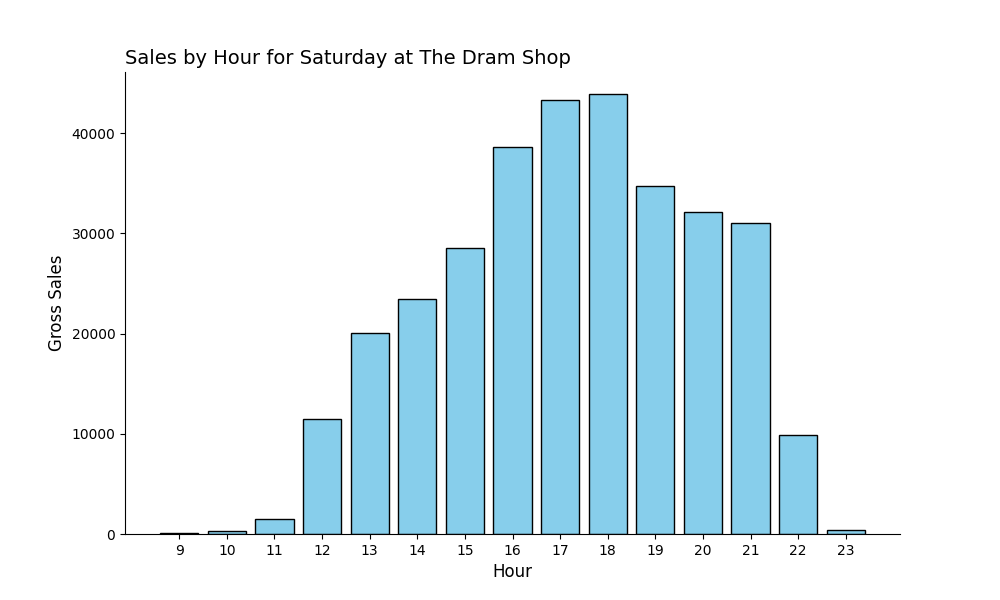 Sales by Hour for Saturday at The Dram Shop
40000
30000
20000
10000
0
Gross Sales
9 10 11 12 13 14 15 16 17 18 19 20 21 22 23
Hour